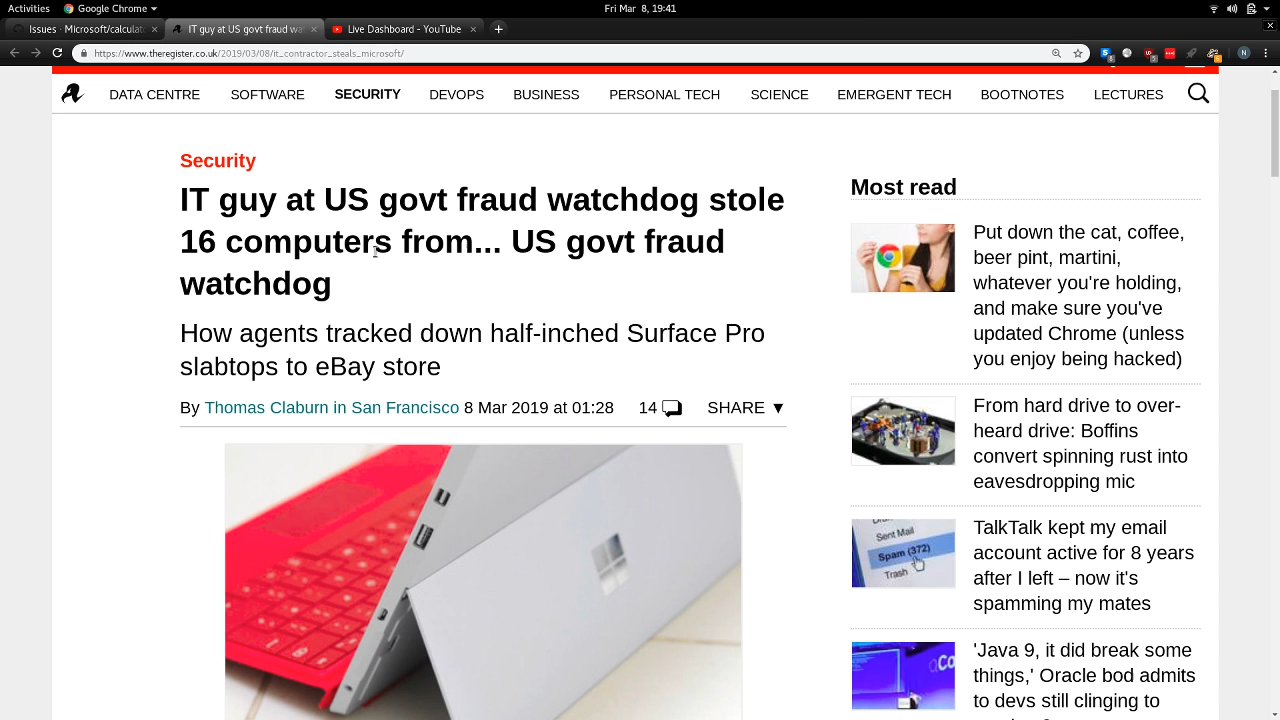 Activities
Google Chrome
Fri Mar 8, 19:41
Issues · Microsoft/calculat
IT guy at US govt fraud wat
Live Dashboard - YouTube
https://www.theregister.co.uk/2019/03/08/it_contractor_steals_microsoft/
DATA CENTRE SOFTWARE SECURITY DEVOPS BUSINESS PERSONAL TECH SCIENCE EMERGENT TECH BOOTNOTES LECTURES
Security
IT guy at US govt fraud watchdog stole
16 computers from... US govt fraud
watchdog
How agents tracked down half-inched Surface Pro
slabtops to eBay store
By Thomas Claburn in San Francisco 8 Mar 2019 at 01:28 14 SHARE ▼
Most read
Put down the cat, coffee,
beer pint, martini,
whatever you're holding,
and make sure you've
updated Chrome (unless
you enjoy being hacked)
From hard drive to over-
heard drive: Boffins
convert spinning rust into
eavesdropping mic
Sent Mail
Spam (372)
Trash
TalkTalk kept my email
account active for 8 years
after I left – now it's
spamming my mates
'Java 9, it did break some
things,' Oracle bod admits
to devs still clinging to